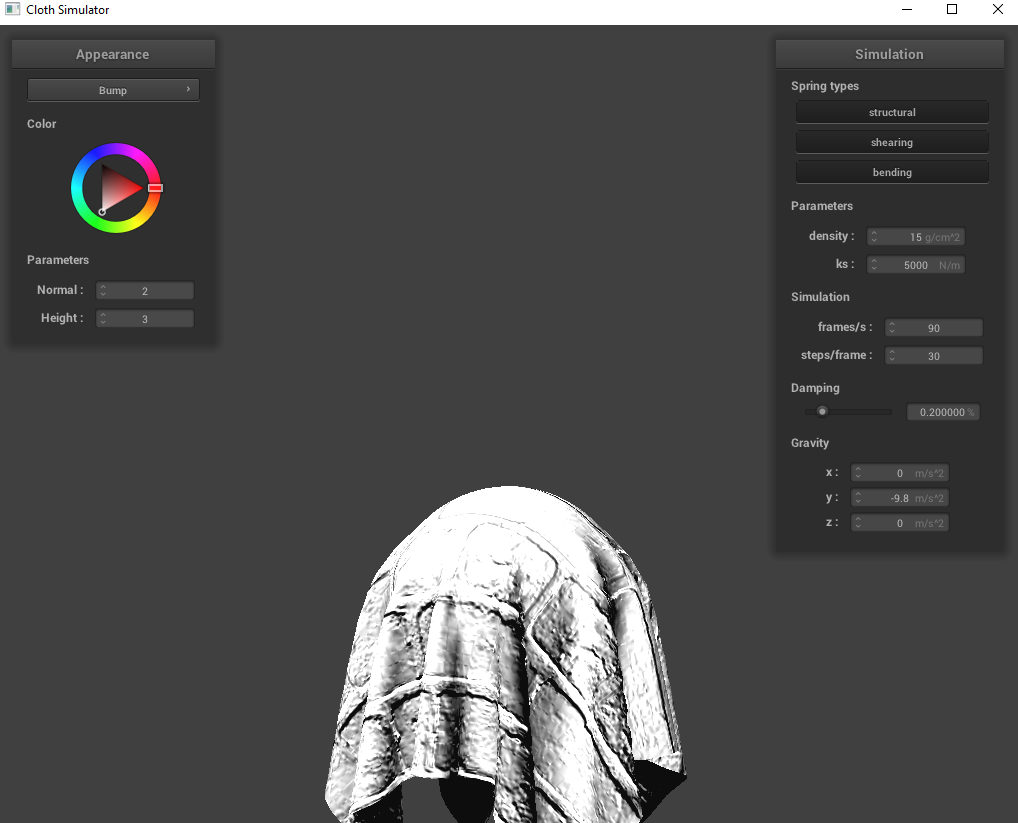 Cloth Simulator
Appearance
Bump
Color
Parameters
Normal : 2
Height : 3
Simulation
Spring types
structural
shearing
bending
Parameters
density : 15 g/cm^2
ks : 5000 N/m
Simulation
frames/s : 90
steps/frame : 30
Damping
0.200000 %
Gravity
x : 0 m/s^2
y : -9.8 m/s^2
z : 0 m/s^2